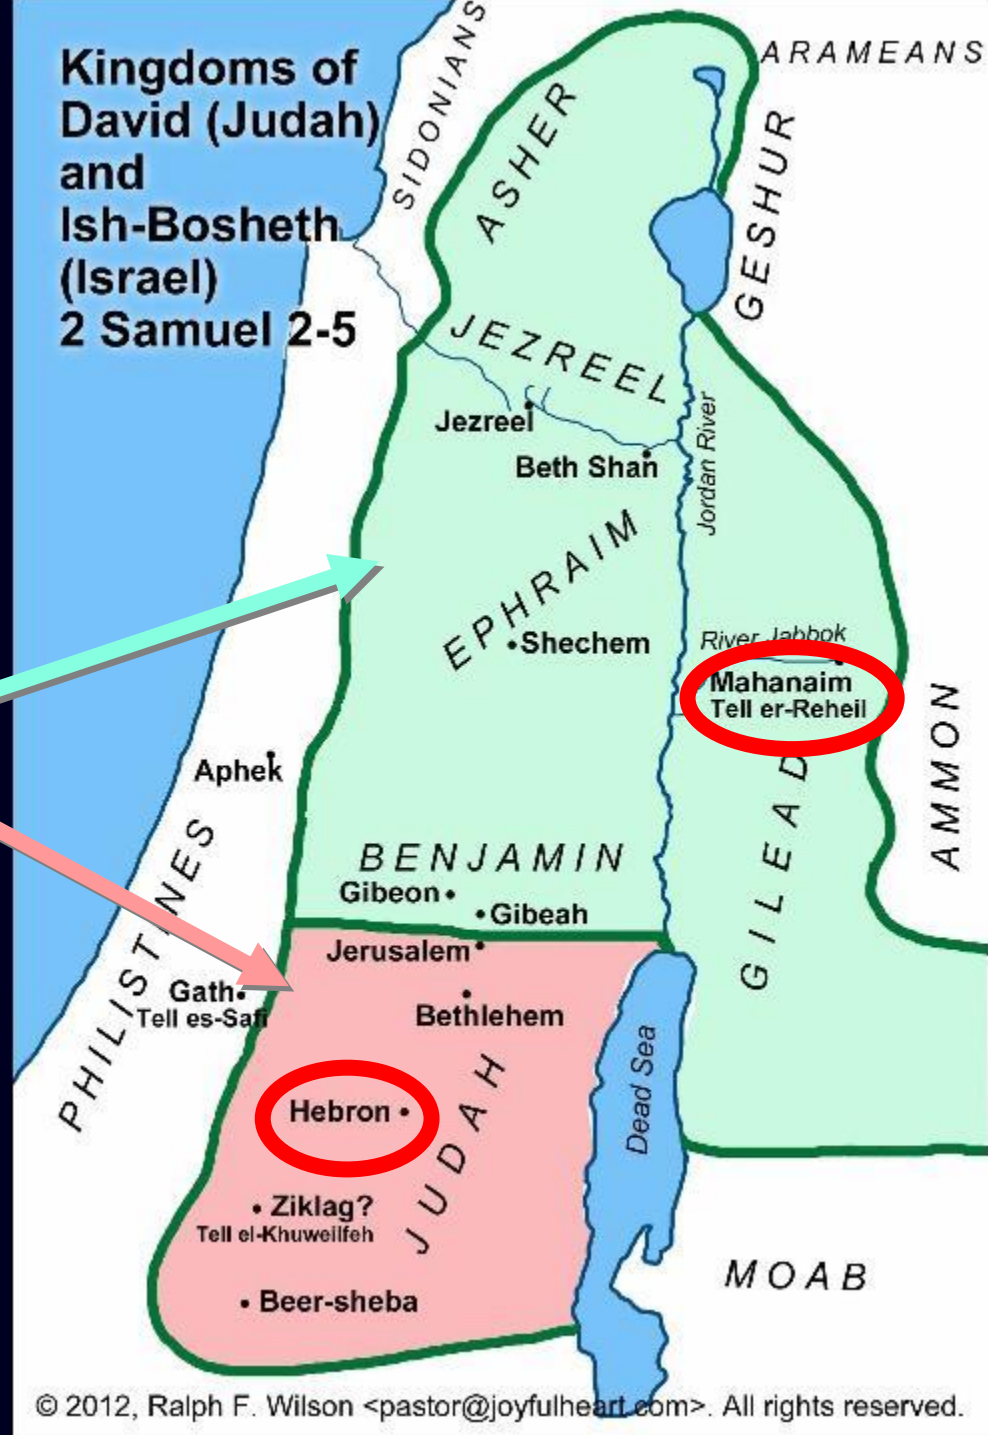 Kingdoms of
David (Judah)
and
Ish-Bosheth
(Israel)
2 Samuel 2-5
SIDONIANS
ARAMEANS
ASHER
GESHUR
JEZREEL
Jezreel
Beth Shan
Jordan River
EPHRAIM
Shechem
River Jabbok
Mahanaim
Tell er-Reheil
Aphek
AMMON
GILEAD
PHILISTINES
BENJAMIN
Gibeon
Gibeah
Jerusalem
Gath
Tell es-Safi
Bethlehem
Dead Sea
Hebron
JUDAH
Ziklag?
Tell el-Khuweilfeh
MOAB
Beer-sheba
© 2012, Ralph F. Wilson <pastor@joyfulheart.com>. All rights reserved.